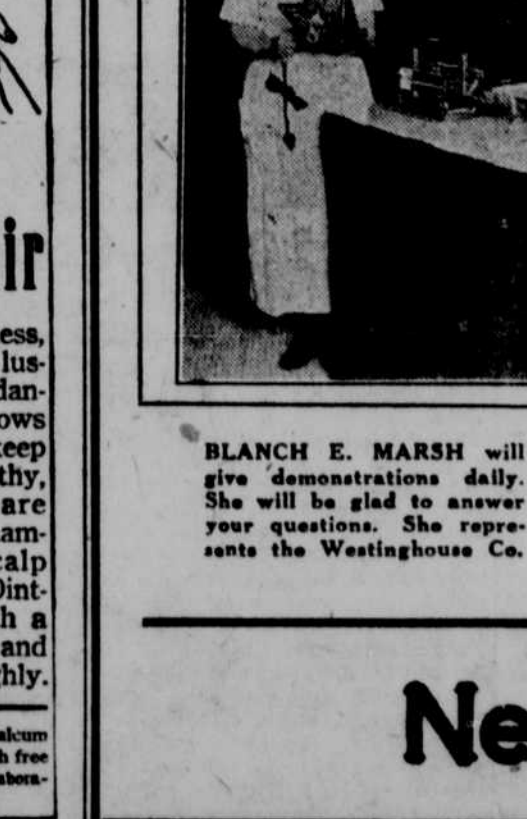 ir
ess,
lus-
dan-
ows
keep
thy,
are
am-
calp
Oint-
h a
and
ghly.
alcum
h free
abora-
BLANCH E. MARSH will
give demonstrations daily.
She will be glad to answer
your questions. She repre-
sents the Westinghouse Co.
Ne